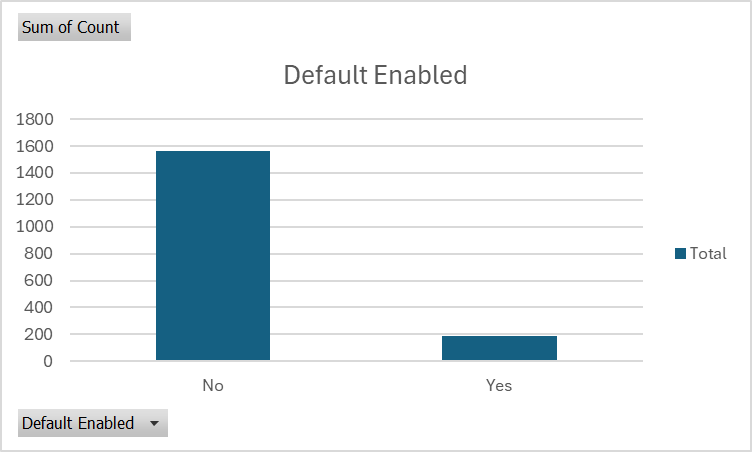 Sum of Count
Default Enabled
1800
1600
1400
1200
1000
800
600
400
200
0
No
Yes
Total
Default Enabled